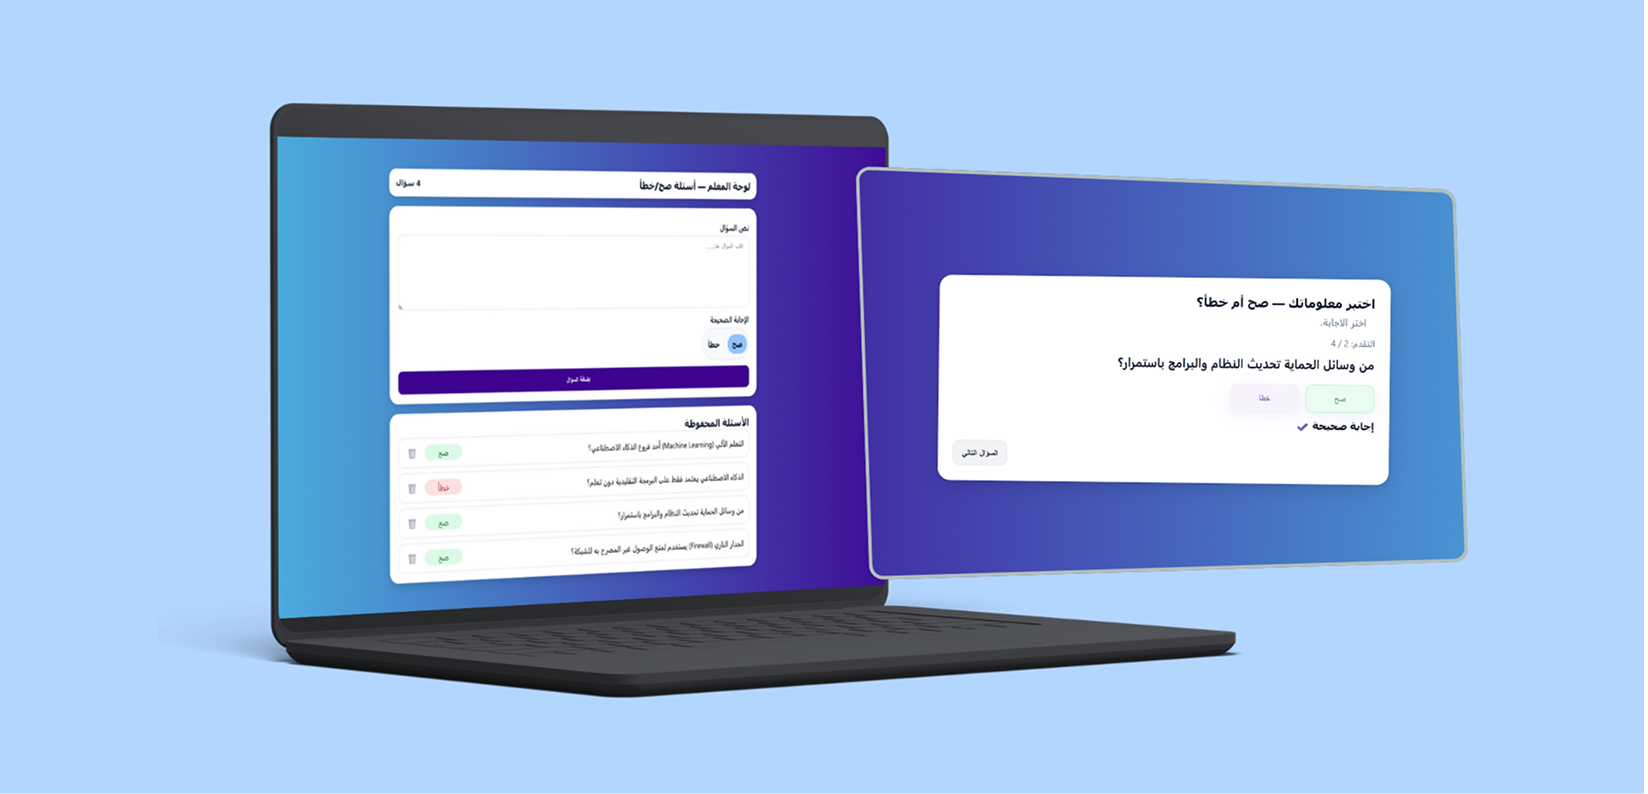 لوحة المعلم — أسئلة صح/خطأ
4 سؤال
نص السؤال
اكتب السؤال هنا...
الإجابة الصحيحة
صح
خطأ
إضافة السؤال
الأسئلة المحفوظة
التعلم الآلي (Machine Learning) أحد فروع الذكاء الاصطناعي؟
صح
الذكاء الاصطناعي يعتمد فقط على البرمجة التقليدية دون تعلم؟
خطأ
من وسائل الحماية تحديث النظام والبرامج باستمرار؟
صح
الجدار الناري (Firewall) يستخدم لمنع الوصول غير المصرح به للشبكة؟
صح
اختبر معلوماتك — صح أم خطأ؟
اختر الاجابة.
التقدم: 2 / 4
من وسائل الحماية تحديث النظام والبرامج باستمرار؟
صح
خطأ
إجابة صحيحة ✔
السؤال التالي